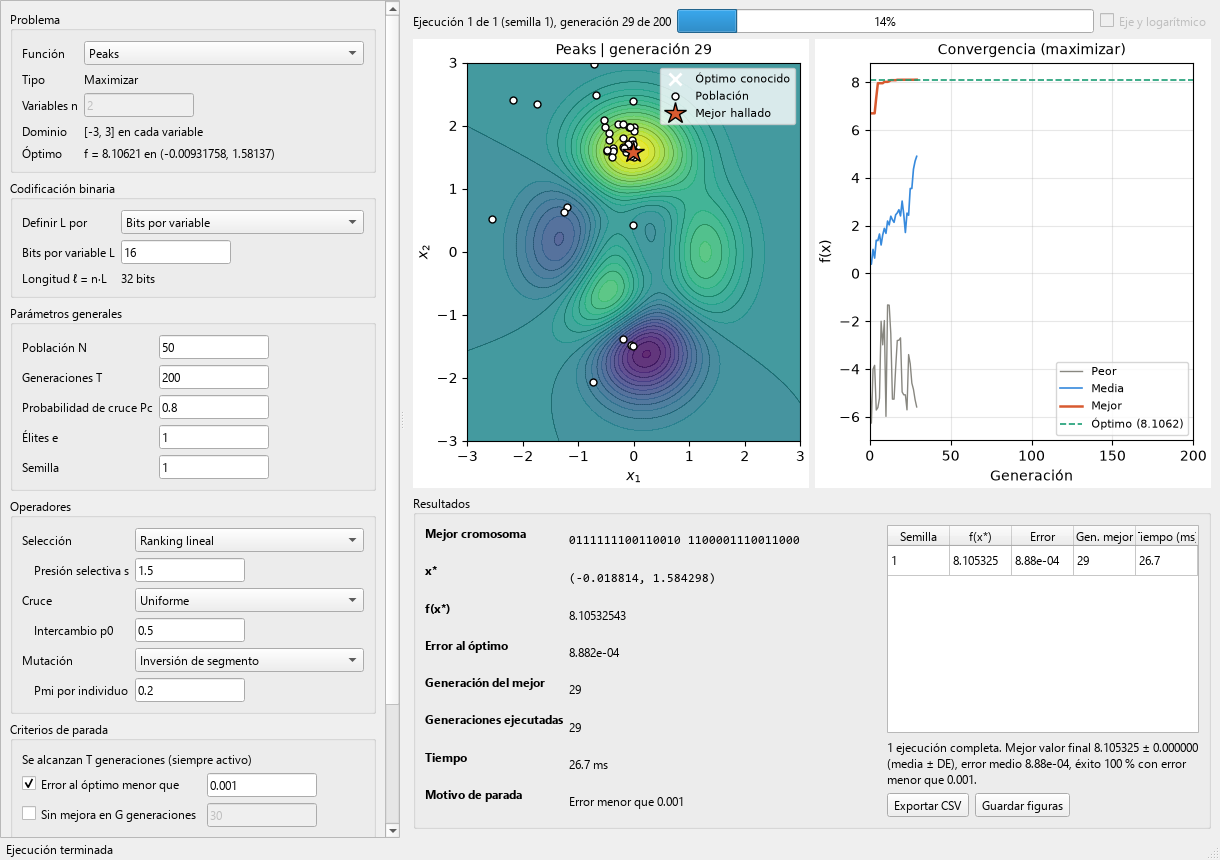 Problema
Función
Peaks
Tipo
Maximizar
Variables n
2
Dominio
[-3, 3] en cada variable
Óptimo
f = 8.10621 en (-0.00931758, 1.58137)
Codificación binaria
Definir L por
Bits por variable
Bits por variable L
16
Longitud ℓ = n·L
32 bits
Parámetros generales
Población N
50
Generaciones T
200
Probabilidad de cruce Pc
0.8
Élites e
1
Semilla
1
Operadores
Selección
Ranking lineal
Presión selectiva s
1.5
Cruce
Uniforme
Intercambio p0
0.5
Mutación
Inversión de segmento
Pmi por individuo
0.2
Criterios de parada
Se alcanzan T generaciones (siempre activo)
Error al óptimo menor que
0.001
Sin mejora en G generaciones
30
Ejecución terminada
Ejecución 1 de 1 (semilla 1), generación 29 de 200
14%
Eje y logarítmico
Peaks | generación 29
Óptimo conocido
Población
Mejor hallado
3
2
1
0
−1
−2
−3
x2
−3 −2 −1 0 1 2 3
x1
Convergencia (maximizar)
8
6
4
2
0
−2
−4
−6
f(x)
Peor
Media
Mejor
Óptimo (8.1062)
0 50 100 150 200
Generación
Resultados
Mejor cromosoma
0111111100110010 1100001110011000
x*
(-0.018814, 1.584298)
f(x*)
8.10532543
Error al óptimo
8.882e-04
Generación del mejor
29
Generaciones ejecutadas
29
Tiempo
26.7 ms
Motivo de parada
Error menor que 0.001
Semilla f(x*) Error Gen. mejor Tiempo (ms
1 8.105325 8.88e-04 29 26.7
1 ejecución completa. Mejor valor final 8.105325 ± 0.000000
(media ± DE), error medio 8.88e-04, éxito 100 % con error
menor que 0.001.
Exportar CSV
Guardar figuras